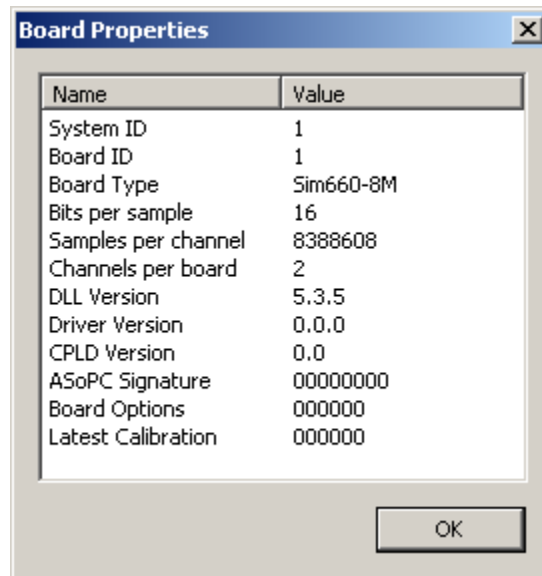 Board Properties
Name Value
System ID 1
Board ID 1
Board Type Sim660-8M
Bits per sample 16
Samples per channel 8388608
Channels per board 2
DLL Version 5.3.5
Driver Version 0.0.0
CPLD Version 0.0
ASoPC Signature 00000000
Board Options 000000
Latest Calibration 000000
OK